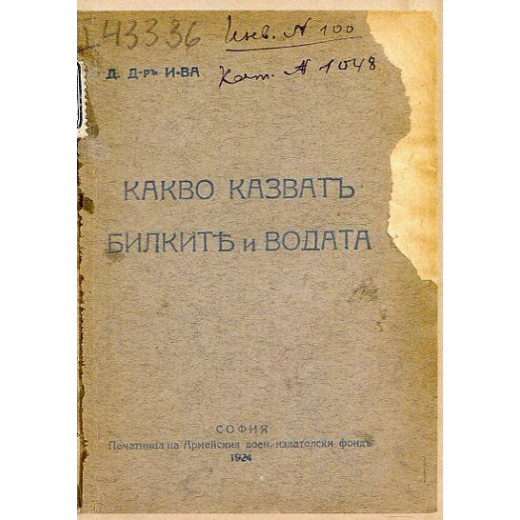 I 43336
Инв. № 100
Д. Д-ръ И-ВА
Кат. № 1048
КАКВО КАЗВАТЪ
БИЛКИТѢ и ВОДАТА
СОФИЯ
Печатница на Армейския воен. издателски фондъ
1924